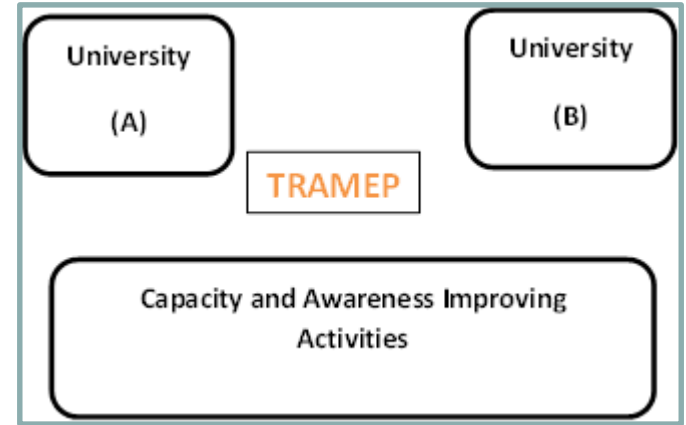 University
(A)
University
(B)
TRAMEP
Capacity and Awareness Improving
Activities